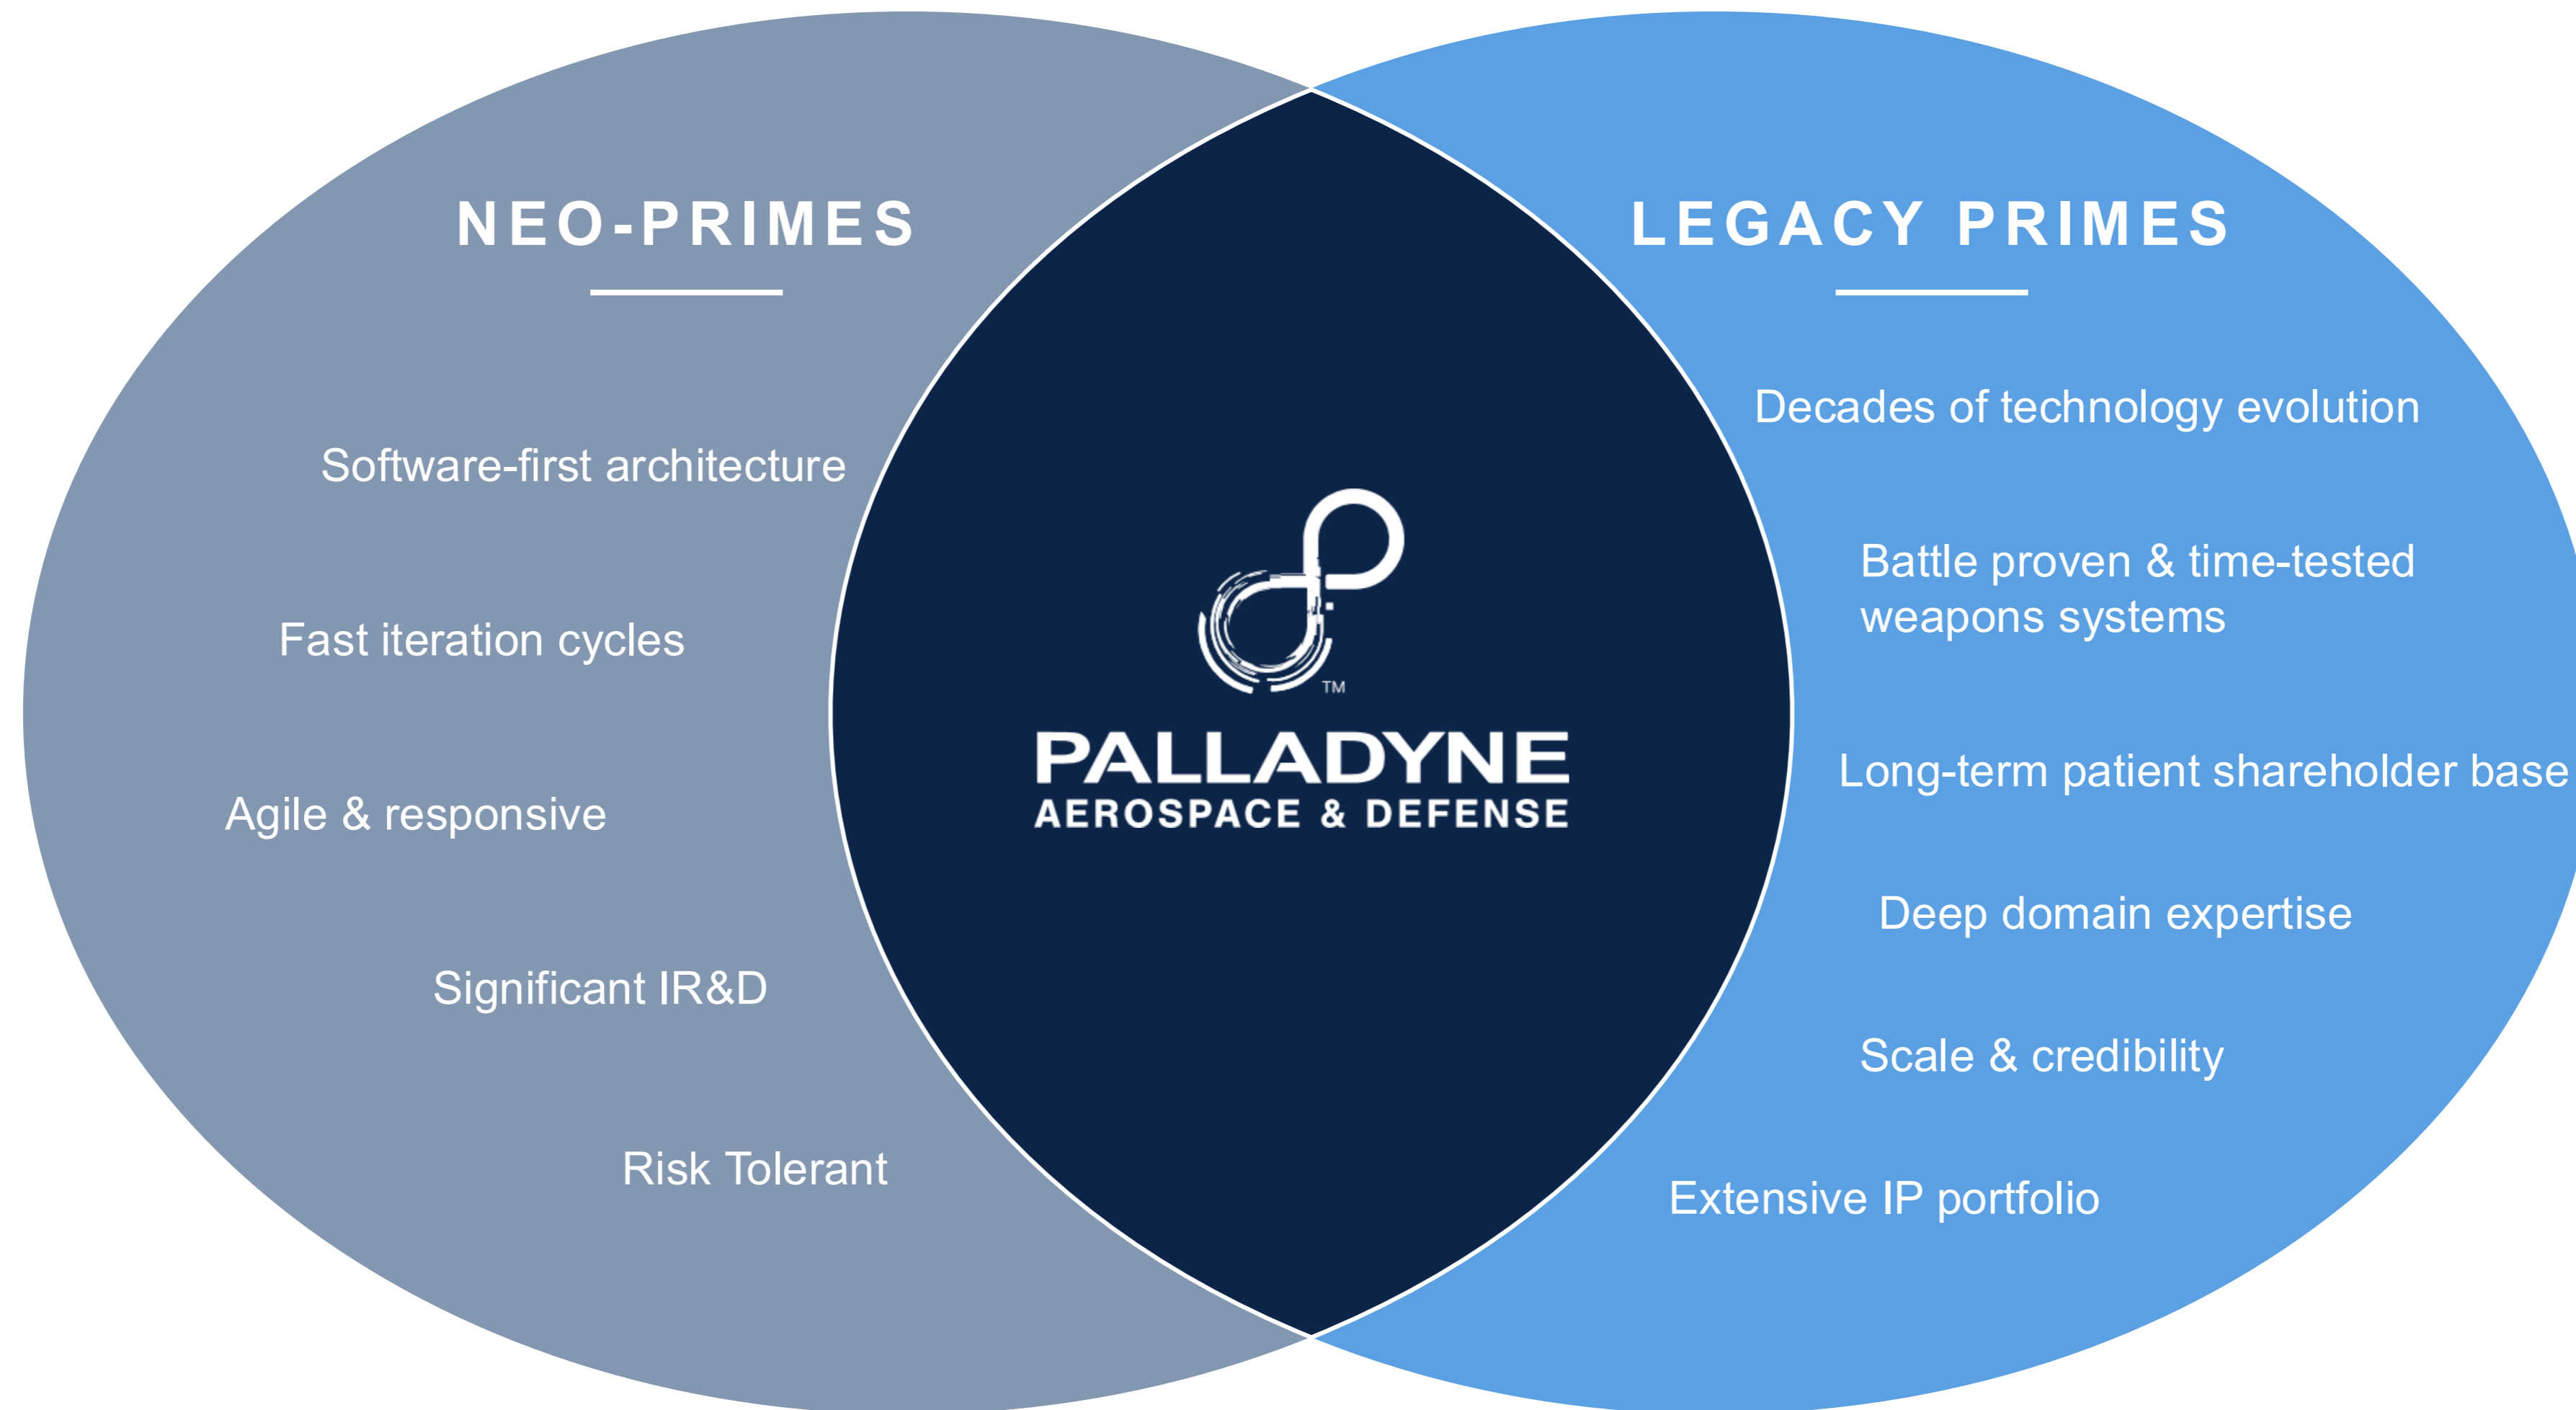 NEO-PRIMES
Software-first architecture
Fast iteration cycles
Agile & responsive
Significant IR&D
Risk Tolerant
TM
PALLADYNE
AEROSPACE & DEFENSE
LEGACY PRIMES
Decades of technology evolution
Battle proven & time-tested
weapons systems
Long-term patient shareholder base
Deep domain expertise
Scale & credibility
Extensive IP portfolio